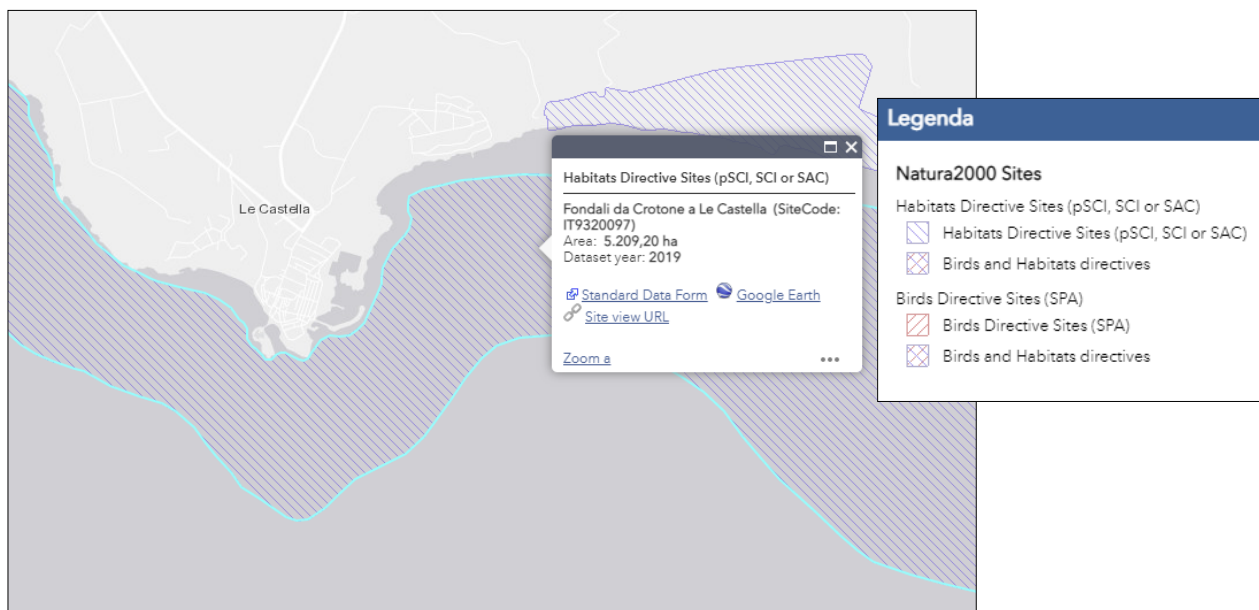 Le Castella
Habitats Directive Sites (pSCI, SCI or SAC)
Fondali da Crotone a Le Castella (SiteCode:
IT9320097)
Area: 5.209,20 ha
Dataset year: 2019
Standard Data Form Google Earth
Site view URL
Zoom a
Legenda
Natura2000 Sites
Habitats Directive Sites (pSCI, SCI or SAC)
Habitats Directive Sites (pSCI, SCI or SAC)
Birds and Habitats directives
Birds Directive Sites (SPA)
Birds Directive Sites (SPA)
Birds and Habitats directives